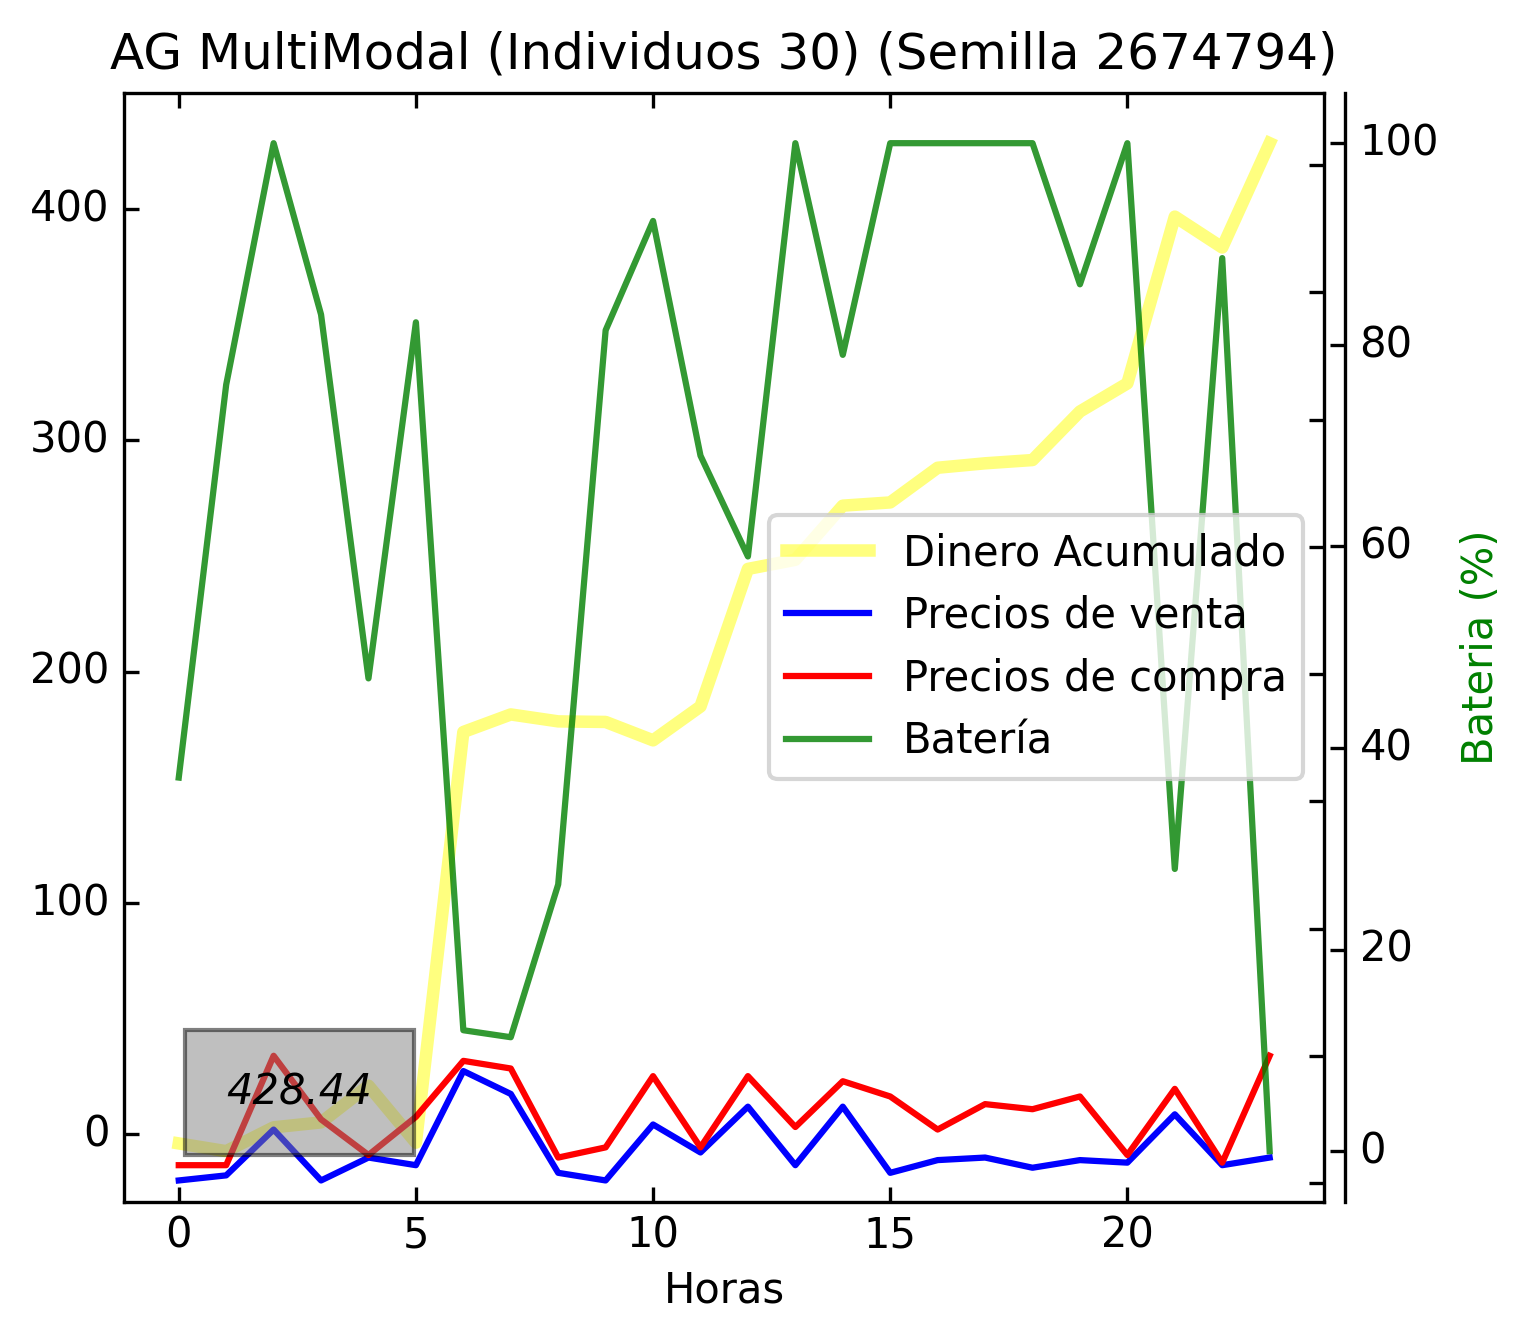 AG MultiModal (Individuos 30) (Semilla 2674794)
400
300
200
100
0
100
80
60
40
20
0
Bateria (%)
Dinero Acumulado
Precios de venta
Precios de compra
Batería
428.44
0 5 10 15 20
Horas